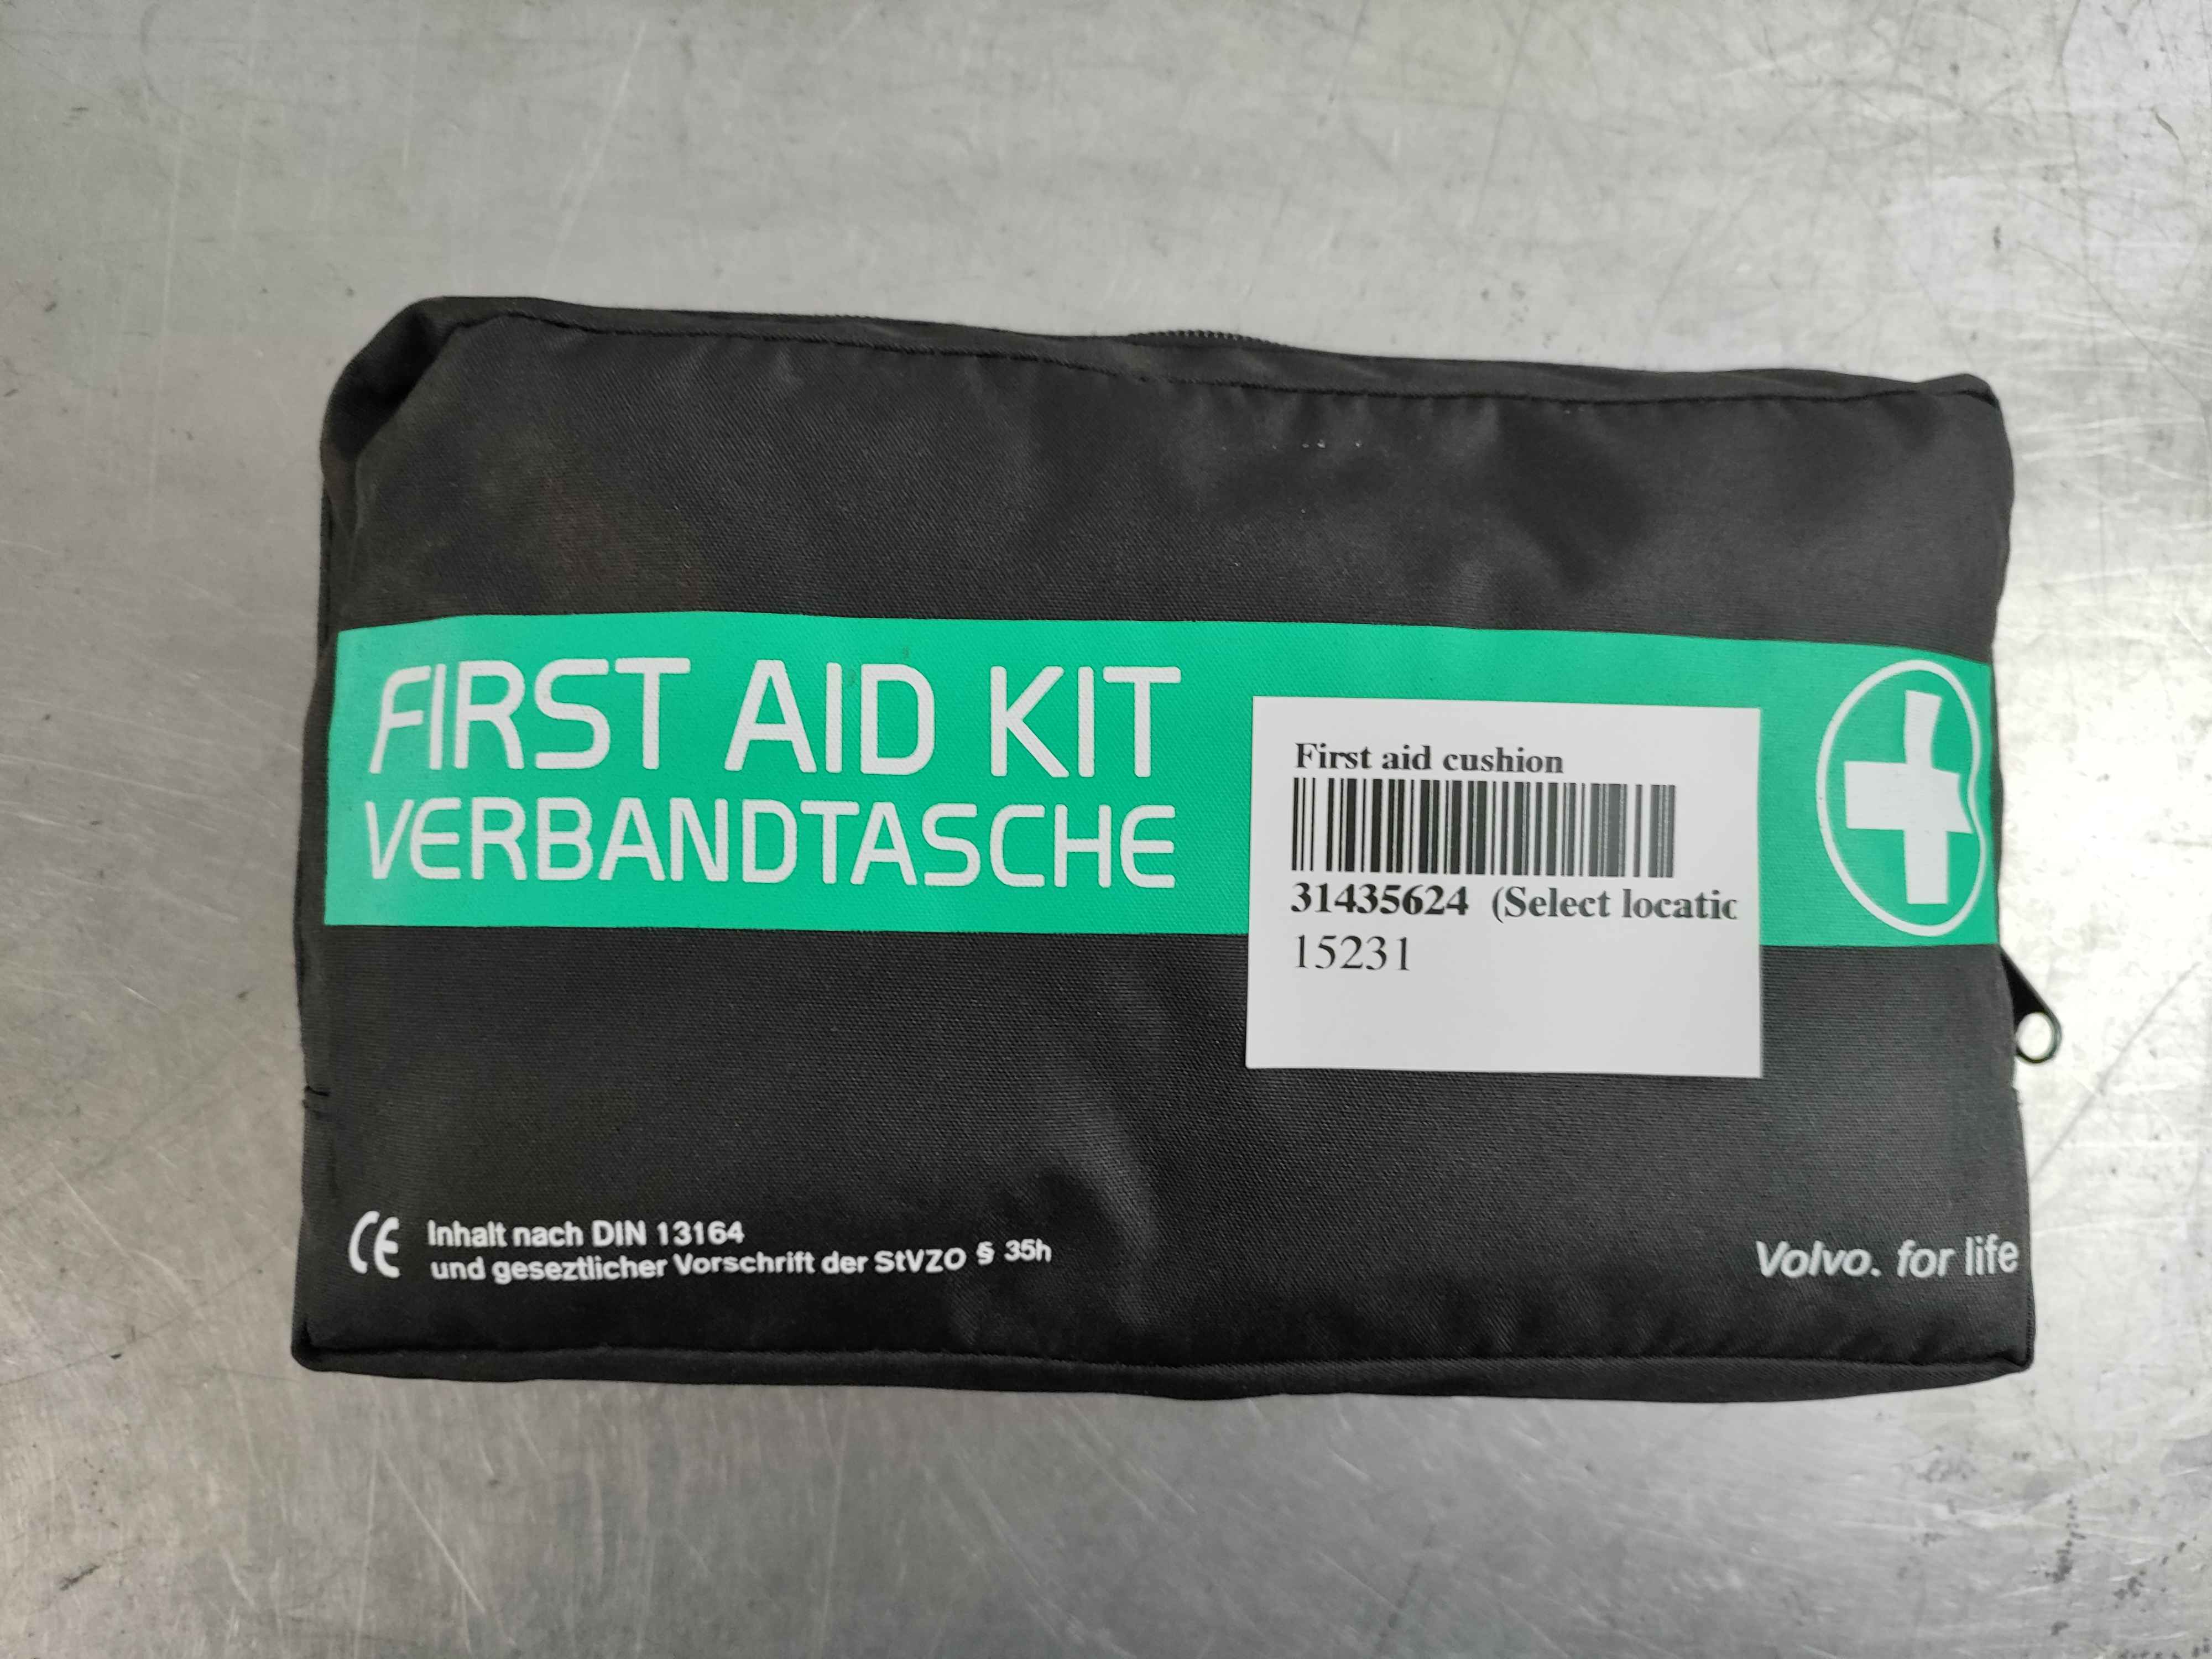 FIRST AID KIT
VERBANDTASCHE
First aid cushion
31435624 (Select locatic
15231
CE Inhalt nach DIN 13164
und geseztlicher Vorschrift der StVZO § 35h
Volvo. for life